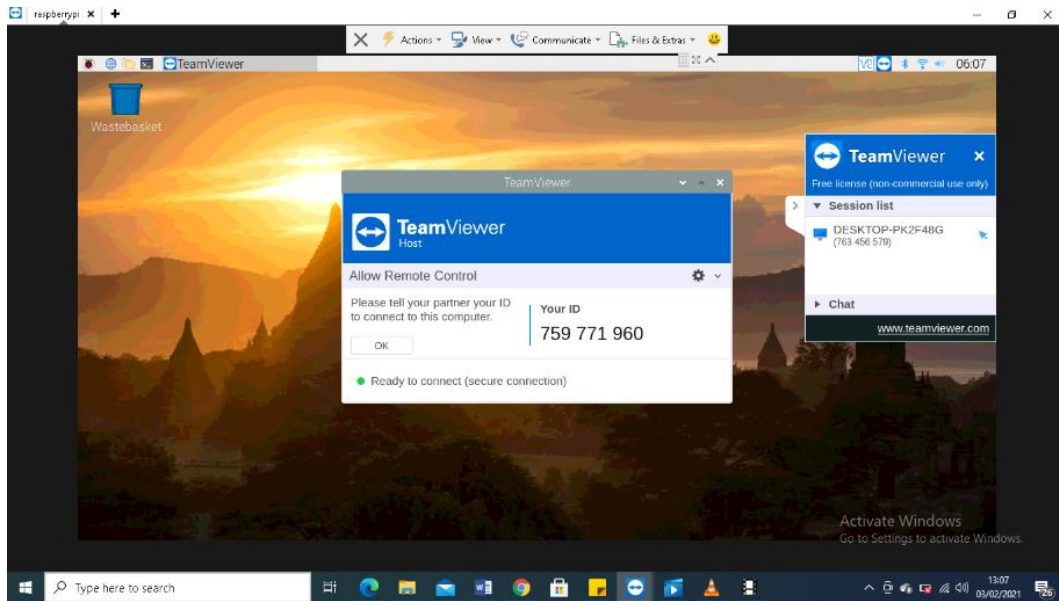 raspberrypi
Actions View Communicate Files & Extras
TeamViewer
06:07
Wastebasket
TeamViewer
TeamViewer
Host
Allow Remote Control
Please tell your partner your ID
to connect to this computer.
OK
Your ID
759 771 960
Ready to connect (secure connection)
TeamViewer
Free license (non-commercial use only)
Session list
DESKTOP-PK2F48G
(763 456 579)
Chat
www.teamviewer.com
Activate Windows
Go to Settings to activate Windows.
Type here to search
13:07
03/02/2021